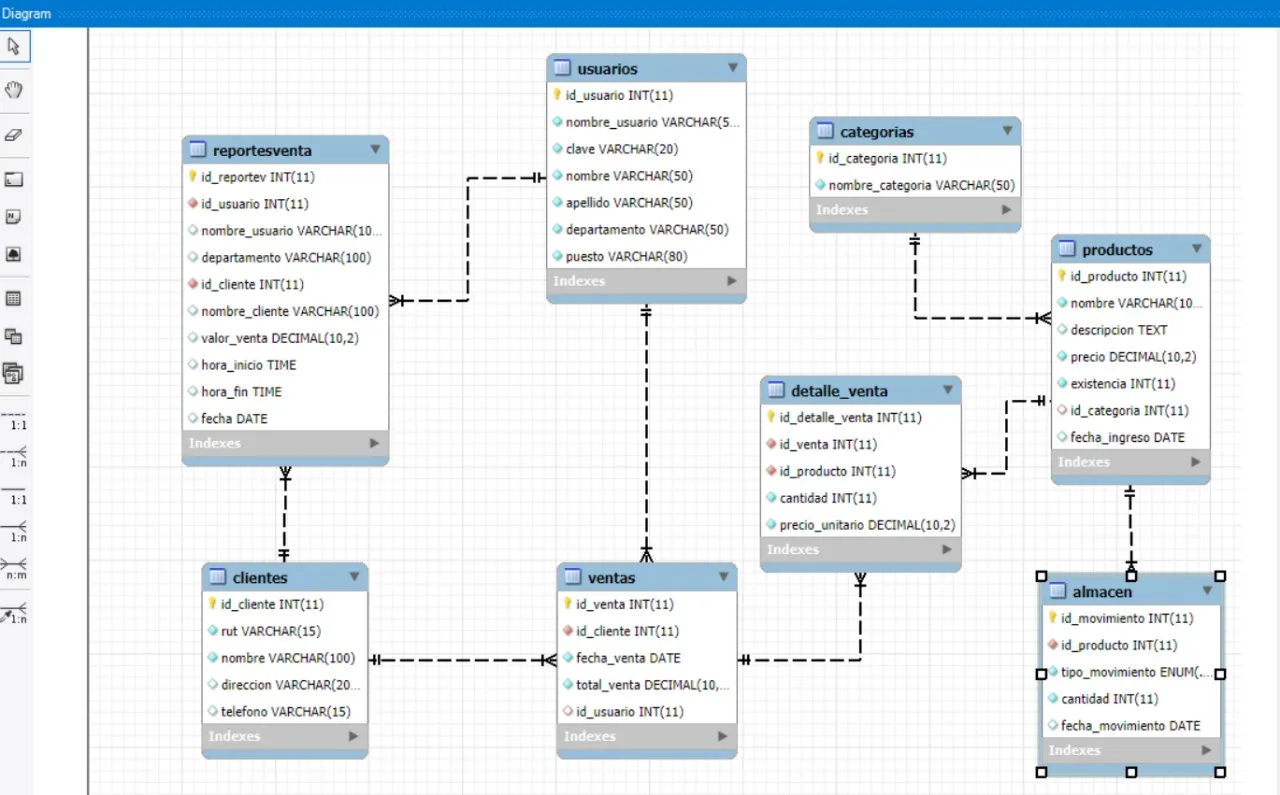 Diagram
usuarios
id_usuario INT(11)
nombre_usuario VARCHAR(5...
clave VARCHAR(20)
nombre VARCHAR(50)
apellido VARCHAR(50)
departamento VARCHAR(50)
puesto VARCHAR(80)
Indexes
categorias
id_categoria INT(11)
nombre_categoria VARCHAR(50)
Indexes
reportesventa
id_reportev INT(11)
id_usuario INT(11)
nombre_usuario VARCHAR(10...
departamento VARCHAR(100)
id_cliente INT(11)
nombre_cliente VARCHAR(100)
valor_venta DECIMAL(10,2)
hora_inicio TIME
hora_fin TIME
fecha DATE
Indexes
productos
id_producto INT(11)
nombre VARCHAR(10...
descripcion TEXT
precio DECIMAL(10,2)
existencia INT(11)
id_categoria INT(11)
fecha_ingreso DATE
Indexes
detalle_venta
id_detalle_venta INT(11)
id_venta INT(11)
id_producto INT(11)
cantidad INT(11)
precio_unitario DECIMAL(10,2)
Indexes
clientes
id_cliente INT(11)
rut VARCHAR(15)
nombre VARCHAR(100)
direccion VARCHAR(20...
telefono VARCHAR(15)
Indexes
ventas
id_venta INT(11)
id_cliente INT(11)
fecha_venta DATE
total_venta DECIMAL(10,...
id_usuario INT(11)
Indexes
almacen
id_movimiento INT(11)
id_producto INT(11)
tipo_movimiento ENUM(...
cantidad INT(11)
fecha_movimiento DATE
Indexes
1:1
1:n
1:1
1:n
n:m
1:n